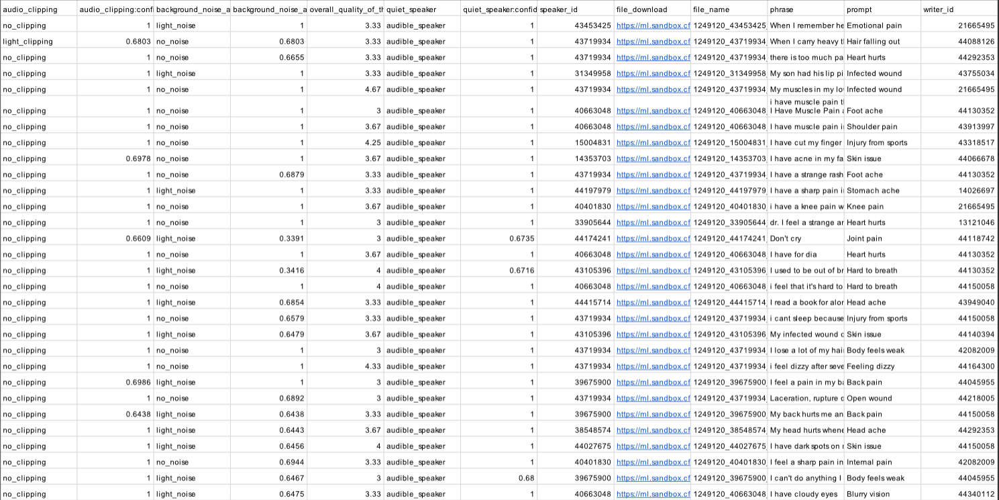 audio_clipping audio_clipping:confi background_noise_a background_noise_a overall_quality_of_th quiet_speaker quiet_speaker:confid speaker_id file_download file_name phrase prompt writer_id
no_clipping 1 light_noise 1 3.33 audible_speaker 1 43453425 https://ml.sandbox.cf 1249120_43453425_ When I remember he Emotional pain 21665495
light_clipping 0.6803 no_noise 0.6803 3.33 audible_speaker 1 43719934 https://ml.sandbox.cf 1249120_43719934_ When I carry heavy t Hair falling out 44088126
no_clipping 1 no_noise 0.6655 3.33 audible_speaker 1 43719934 https://ml.sandbox.cf 1249120_43719934_ there is too much pa Heart hurts 44292353
no_clipping 1 light_noise 1 3.33 audible_speaker 1 31349958 https://ml.sandbox.cf 1249120_31349958_ My son had his lip pi Infected wound 43755034
no_clipping 1 no_noise 1 4.67 audible_speaker 1 43719934 https://ml.sandbox.cf 1249120_43719934_ My muscles in my lo Infected wound 21665495
i have muscle pain t
no_clipping 1 no_noise 1 3 audible_speaker 1 40663048 https://ml.sandbox.cf 1249120_40663048_ I Have Muscle Pain Foot ache 44130352
no_clipping 1 no_noise 1 3.67 audible_speaker 1 40663048 https://ml.sandbox.cf 1249120_40663048_ I have muscle pain i Shoulder pain 43913997
no_clipping 1 no_noise 1 4.25 audible_speaker 1 15004831 https://ml.sandbox.cf 1249120_15004831_ I have cut my finger Injury from sports 43318517
no_clipping 0.6978 no_noise 1 3.67 audible_speaker 1 14353703 https://ml.sandbox.cf 1249120_14353703_ I have acne in my fa Skin issue 44066678
no_clipping 1 no_noise 0.6879 3.33 audible_speaker 1 43719934 https://ml.sandbox.cf 1249120_43719934_ I have a strange rash Foot ache 44130352
no_clipping 1 light_noise 1 3.33 audible_speaker 1 44197979 https://ml.sandbox.cf 1249120_44197979_ I have a sharp pain i Stomach ache 14026697
no_clipping 1 no_noise 1 3.67 audible_speaker 1 40401830 https://ml.sandbox.cf 1249120_40401830_ i have a knee pain w Knee pain 21665495
no_clipping 1 no_noise 1 3 audible_speaker 1 33905644 https://ml.sandbox.cf 1249120_33905644_ dr. I feel a strange ar Heart hurts 13121046
no_clipping 0.6609 light_noise 0.3391 3 audible_speaker 0.6735 44174241 https://ml.sandbox.cf 1249120_44174241_ Don't cry Joint pain 44118742
no_clipping 1 no_noise 1 3.67 audible_speaker 1 40663048 https://ml.sandbox.cf 1249120_40663048_ I have for dia Heart hurts 44130352
no_clipping 1 light_noise 0.3416 4 audible_speaker 0.6716 43105396 https://ml.sandbox.cf 1249120_43105396_ I used to be out of br Hard to breath 44130352
no_clipping 1 no_noise 1 4 audible_speaker 1 40663048 https://ml.sandbox.cf 1249120_40663048_ i feel that it's hard to Hard to breath 44150058
no_clipping 1 light_noise 0.6854 3.33 audible_speaker 1 44415714 https://ml.sandbox.cf 1249120_44415714_ I read a book for alor Head ache 43949040
no_clipping 1 no_noise 0.6579 3.33 audible_speaker 1 43719934 https://ml.sandbox.cf 1249120_43719934_ i cant sleep because Injury from sports 44150058
no_clipping 1 light_noise 0.6479 3.67 audible_speaker 1 43105396 https://ml.sandbox.cf 1249120_43105396_ My infected wound c Skin issue 44140394
no_clipping 1 no_noise 1 3 audible_speaker 1 43719934 https://ml.sandbox.cf 1249120_43719934_ I lose a lot of my hai Body feels weak 42082009
no_clipping 1 no_noise 1 4.33 audible_speaker 1 43719934 https://ml.sandbox.cf 1249120_43719934_ i feel dizzy after seve Feeling dizzy 44164300
no_clipping 0.6986 light_noise 1 3 audible_speaker 1 39675900 https://ml.sandbox.cf 1249120_39675900_ I feel a pain in my ba Back pain 44045955
no_clipping 1 no_noise 0.6892 3 audible_speaker 1 43719934 https://ml.sandbox.cf 1249120_43719934_ Laceration, rupture c Open wound 44218005
no_clipping 0.6438 light_noise 0.6438 3.33 audible_speaker 1 39675900 https://ml.sandbox.cf 1249120_39675900_ My back hurts me an Back pain 44150058
no_clipping 1 light_noise 0.6443 3.67 audible_speaker 1 38548574 https://ml.sandbox.cf 1249120_38548574_ My head hurts whene Head ache 44292353
no_clipping 1 light_noise 0.6456 4 audible_speaker 1 44027675 https://ml.sandbox.cf 1249120_44027675_ I have dark spots on Skin issue 44150058
no_clipping 1 no_noise 0.6944 3.33 audible_speaker 1 40401830 https://ml.sandbox.cf 1249120_40401830_ I feel a sharp pain in Internal pain 42082009
no_clipping 1 light_noise 0.6467 3 audible_speaker 0.68 39675900 https://ml.sandbox.cf 1249120_39675900_ I can't do anything I Body feels weak 44045955
no_clipping 1 light_noise 0.6475 3.33 audible_speaker 1 40663048 https://ml.sandbox.cf 1249120_40663048_ I have cloudy eyes Blurry vision 44340112